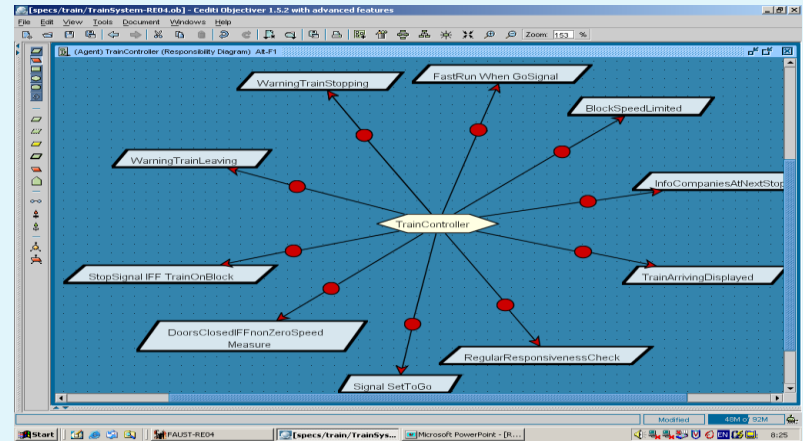 [specs/train/TrainSystem-RE04.ob] - Cediti Objectiver 1.5.2 with advanced features
File Edit View Tools Document Windows Help
Zoom: 153 %
(Agent) TrainController (Responsibility Diagram) Alt-F1
WarningTrainStopping
FastRun When GoSignal
BlockSpeedLimited
WarningTrainLeaving
InfoCompaniesAtNextStop
TrainController
StopSignal IFF TrainOnBlock
TrainArrivingDisplayed
DoorsClosedIFFnonZeroSpeed
Measure
RegularResponsivenessCheck
Signal SetToGo
Modified 48M of 92M
Start FAUST-RE04 [specs/train/TrainSys... Microsoft PowerPoint - [R... EN 8:25